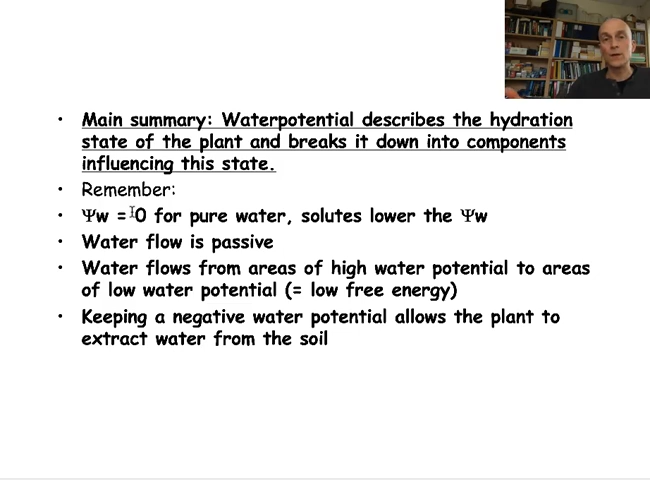 • Main summary: Waterpotential describes the hydration
state of the plant and breaks it down into components
influencing this state.
• Remember:
• Ψw = 0 for pure water, solutes lower the Ψw
• Water flow is passive
• Water flows from areas of high water potential to areas
of low water potential (= low free energy)
• Keeping a negative water potential allows the plant to
extract water from the soil